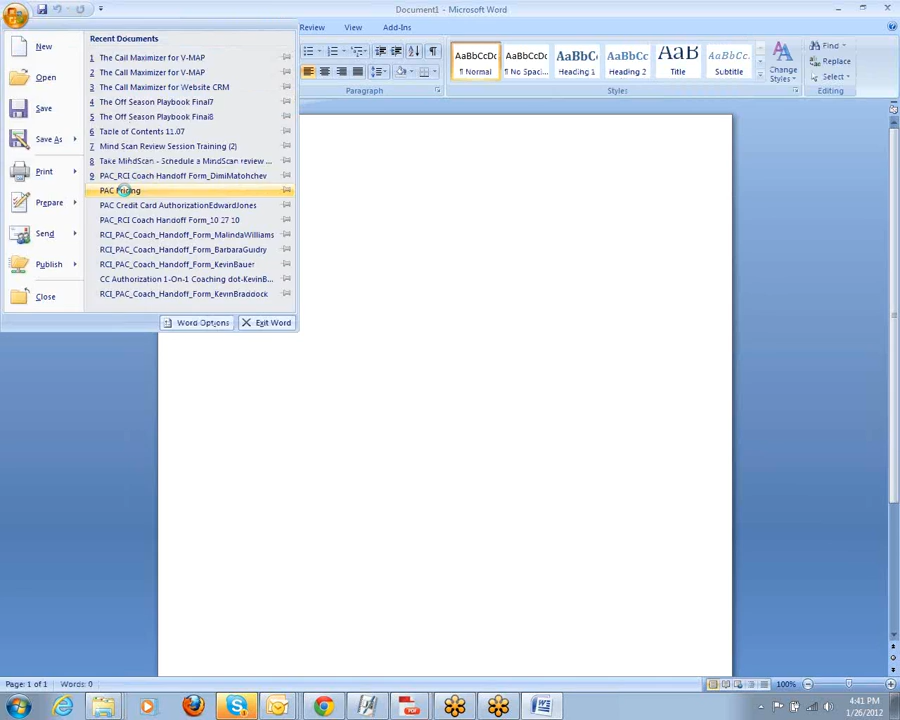 Document1 - Microsoft Word
Review View Add-Ins
New
Open
Save
Save As
Print
Prepare
Send
Publish
Close
Recent Documents
1 The Call Maximizer for V-MAP
2 The Call Maximizer for V-MAP
3 The Call Maximizer for Website CRM
4 The Off Season Playbook Final7
5 The Off Season Playbook Final8
6 Table of Contents 11.07
7 Mind Scan Review Session Training (2)
8 Take MindScan - Schedule a MindScan review ...
9 PAC_RCI Coach Handoff Form_DimiMatohchev
PAC Pricing
PAC Credit Card AuthorizationEdwardJones
PAC_RCI Coach Handoff Form_10 27 10
RCI_PAC_Coach_Handoff_Form_MalindaWilliams
RCI_PAC_Coach_Handoff_Form_BarbaraGuidry
RCI_PAC_Coach_Handoff_Form_KevinBauer
CC Authorization 1-On-1 Coaching dot-KevinB...
RCI_PAC_Coach_Handoff_Form_KevinBraddock
Word Options Exit Word
Paragraph
AaBbCcDc AaBbCcDc AaBbC AaBbCc AaB AaBbCc.
¶ Normal ¶ No Spaci... Heading 1 Heading 2 Title Subtitle
Change Styles
Styles
Find
Replace
Select
Editing
Page: 1 of 1 Words: 0
100%
4:41 PM
1/26/2012